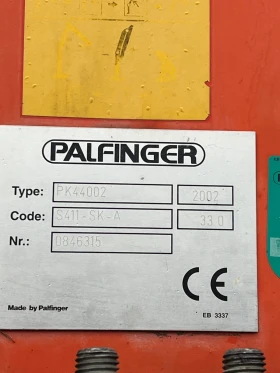 PALFINGER
Type: PK44002 2002
Code: S411-SK-A 33.0
Nr.: 0846315
CE
Made by Palfinger
EB 3337